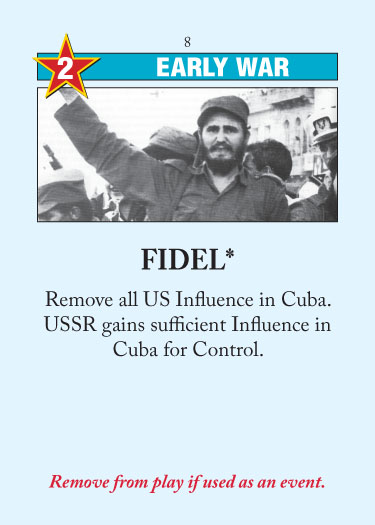 8
2
EARLY WAR
FIDEL*
Remove all US Influence in Cuba.
USSR gains sufficient Influence in
Cuba for Control.
Remove from play if used as an event.